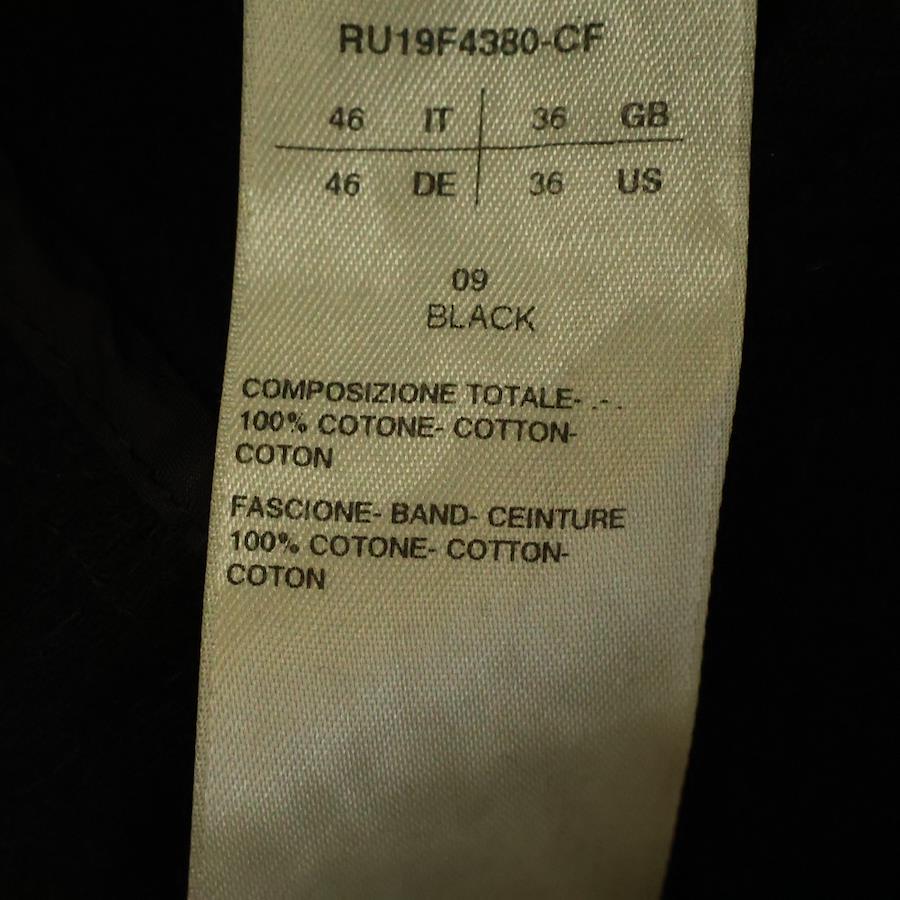 RU19F4380-CF
46 IT 36 GB
46 DE 36 US
09
BLACK
COMPOSIZIONE TOTALE- .-.
100% COTONE- COTTON-
COTON
FASCIONE- BAND- CEINTURE
100% COTONE- COTTON-
COTON